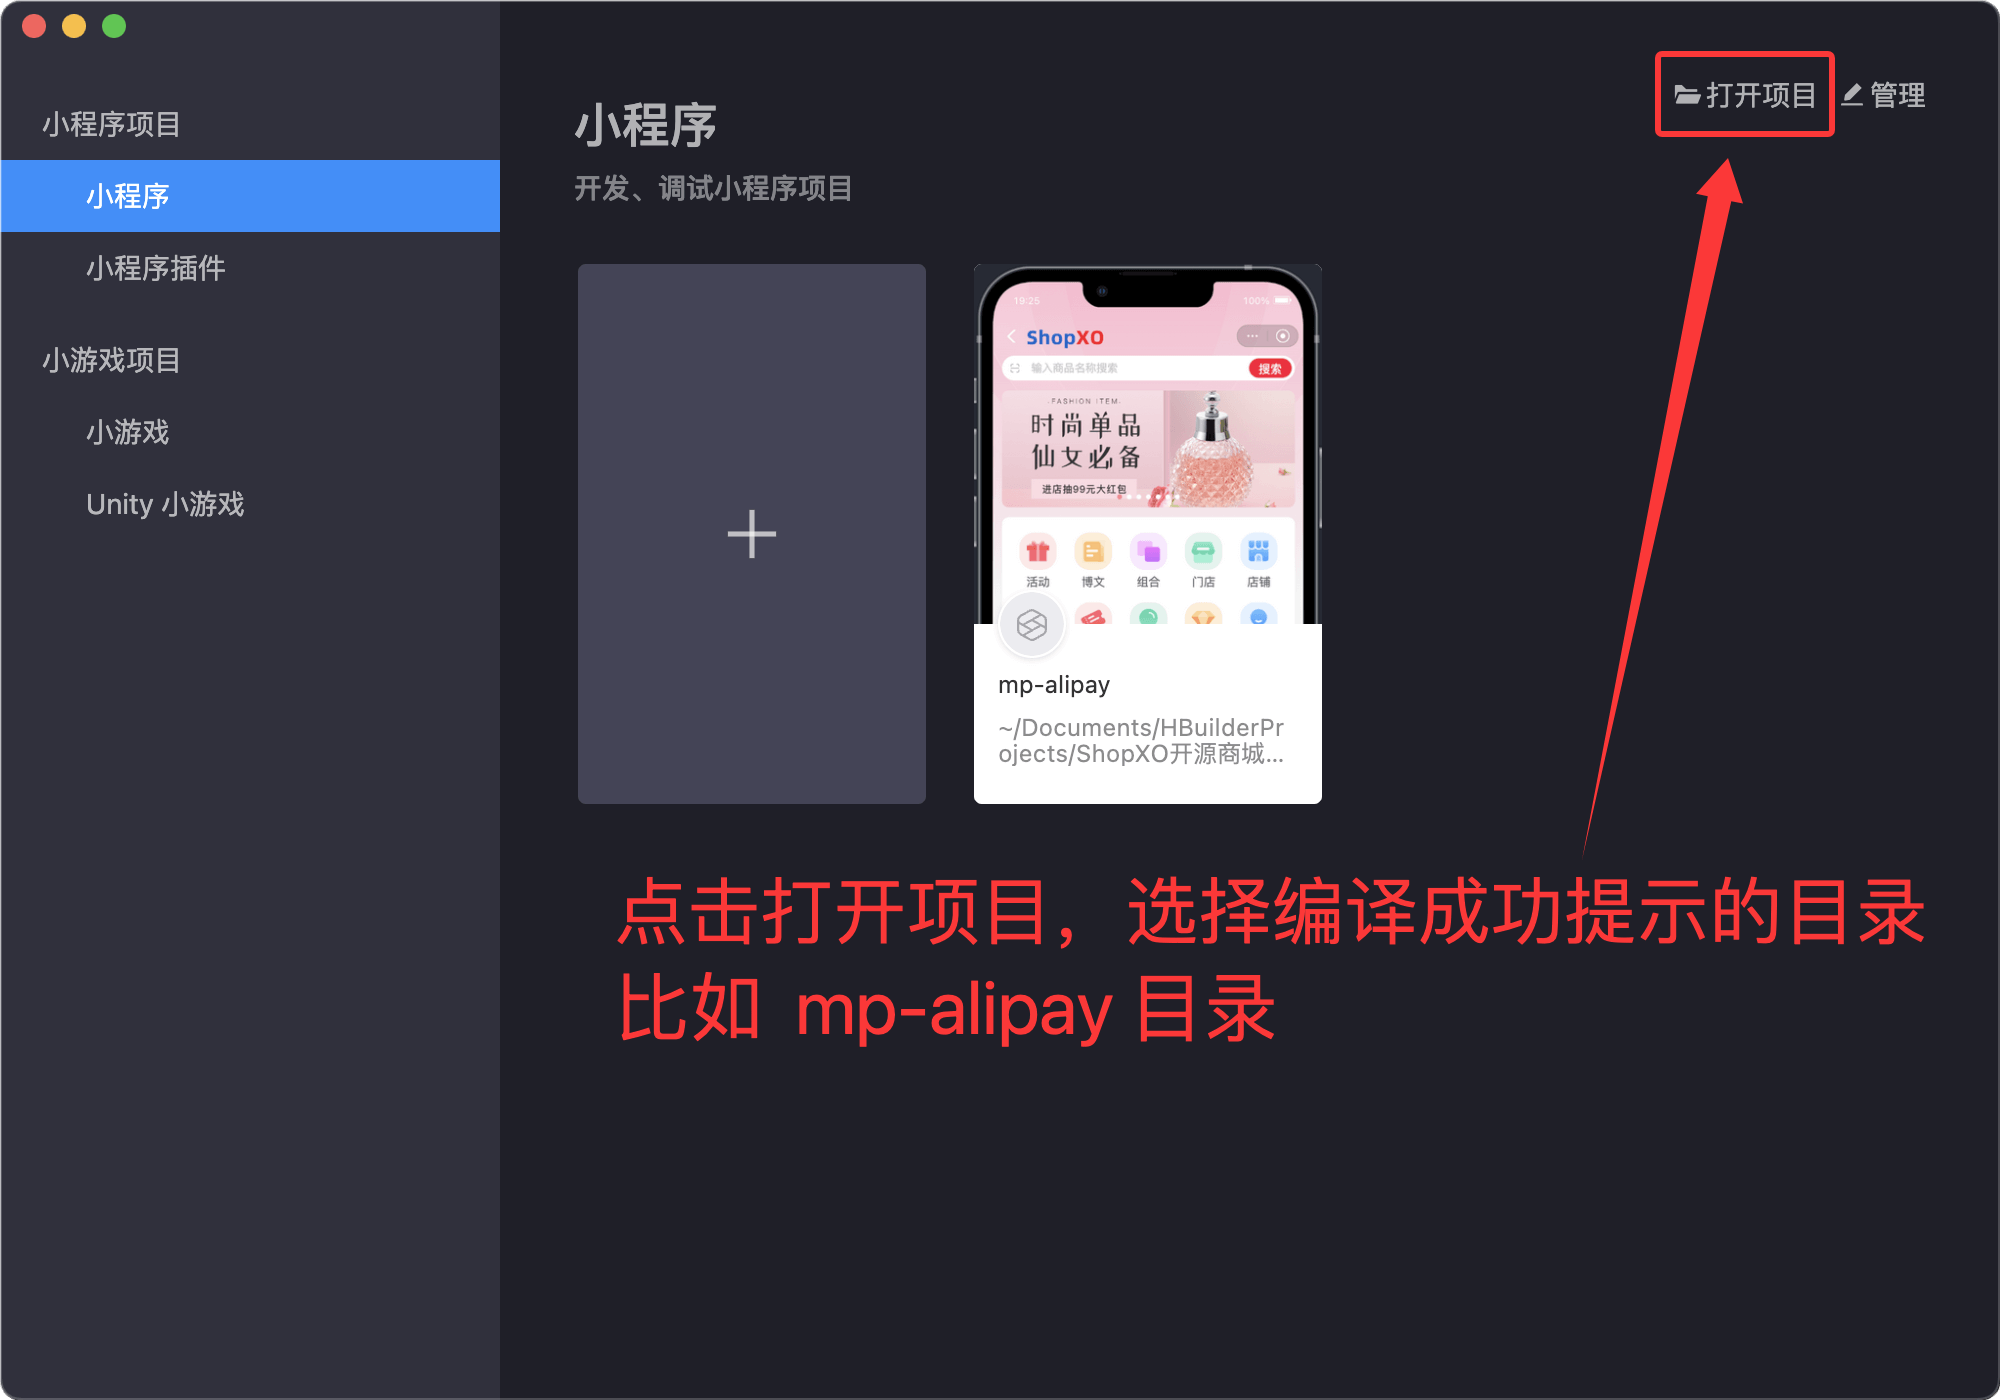 小程序项目
小程序
小程序插件
小游戏项目
小游戏
Unity 小游戏
打开项目
管理
小程序
开发、调试小程序项目
19:25
100%
ShopXO
输入商品名称搜索
搜索
·FASHION ITEM·
时尚单品
仙女必备
进店抽99元大红包
活动
博文
组合
门店
店铺
mp-alipay
~/Documents/HBuilderPr
ojects/ShopXO开源商城...
点击打开项目，选择编译成功提示的目录
比如 mp-alipay 目录